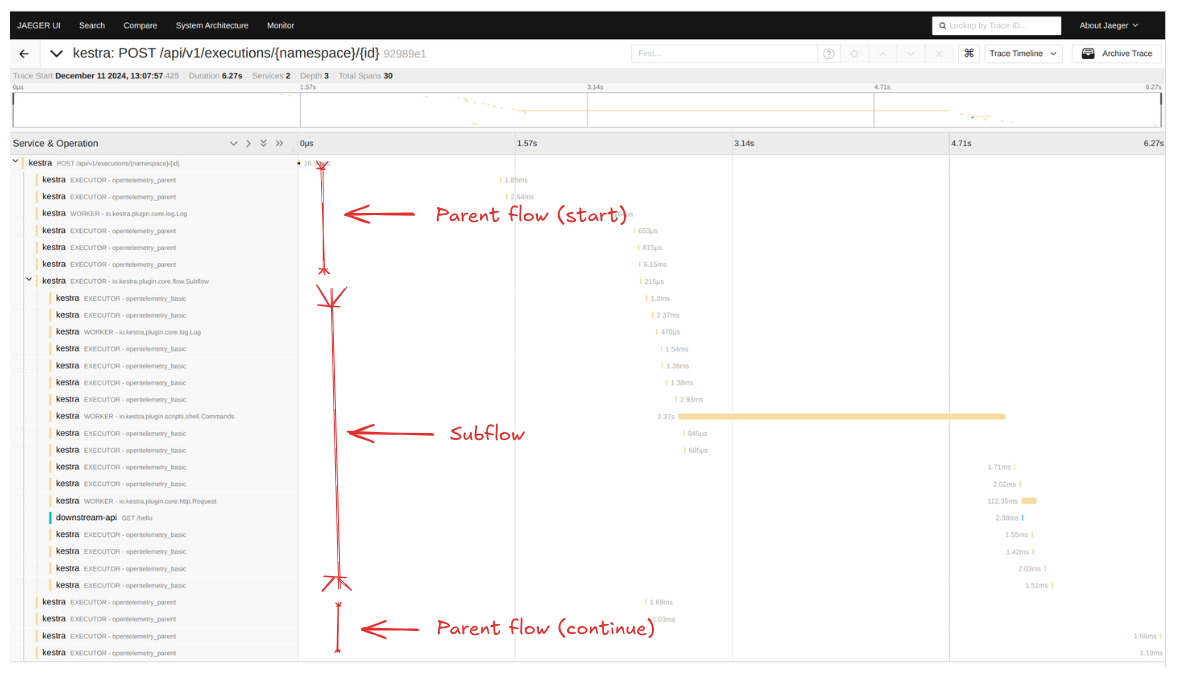 JAEGER UI Search Compare System Architecture Monitor Lookup by Trace ID... About Jaeger
kestra: POST /api/v1/executions/{namespace}/{id} 92989e1 Find... Trace Timeline Archive Trace
Trace Start December 11 2024, 13:07:57.425 Duration 6.27s Services 2 Depth 3 Total Spans 30
0μs 1.57s 3.14s 4.71s 6.27s
Service & Operation 0μs 1.57s 3.14s 4.71s 6.27s
kestra POST /api/v1/executions/{namespace}/{id}
kestra EXECUTOR - opentelemetry_parent 1.85ms
kestra EXECUTOR - opentelemetry_parent 2.64ms
kestra WORKER - io.kestra.plugin.core.log.Log
Parent flow (start)
kestra EXECUTOR - opentelemetry_parent 653μs
kestra EXECUTOR - opentelemetry_parent 815μs
kestra EXECUTOR - opentelemetry_parent 6.15ms
kestra EXECUTOR - io.kestra.plugin.core.flow.Subflow 216μs
kestra EXECUTOR - opentelemetry_basic 1.3ms
kestra EXECUTOR - opentelemetry_basic 2.37ms
kestra WORKER - io.kestra.plugin.core.log.Log 470μs
kestra EXECUTOR - opentelemetry_basic 1.54ms
kestra EXECUTOR - opentelemetry_basic 1.36ms
kestra EXECUTOR - opentelemetry_basic 1.38ms
kestra EXECUTOR - opentelemetry_basic 2.93ms
kestra WORKER - io.kestra.plugin.scripts.shell.Commands 2.37s
kestra EXECUTOR - opentelemetry_basic 845μs
Subflow
kestra EXECUTOR - opentelemetry_basic 685μs
kestra EXECUTOR - opentelemetry_basic 1.71ms
kestra EXECUTOR - opentelemetry_basic 2.02ms
kestra WORKER - io.kestra.plugin.core.http.Request 112.35ms
downstream-api GET /hello 2.38ms
kestra EXECUTOR - opentelemetry_basic 1.55ms
kestra EXECUTOR - opentelemetry_basic 1.42ms
kestra EXECUTOR - opentelemetry_basic 2.03ms
kestra EXECUTOR - opentelemetry_basic 1.51ms
kestra EXECUTOR - opentelemetry_parent 1.69ms
kestra EXECUTOR - opentelemetry_parent 1.03ms
Parent flow (continue)
kestra EXECUTOR - opentelemetry_parent 1.66ms
kestra EXECUTOR - opentelemetry_parent 1.19ms